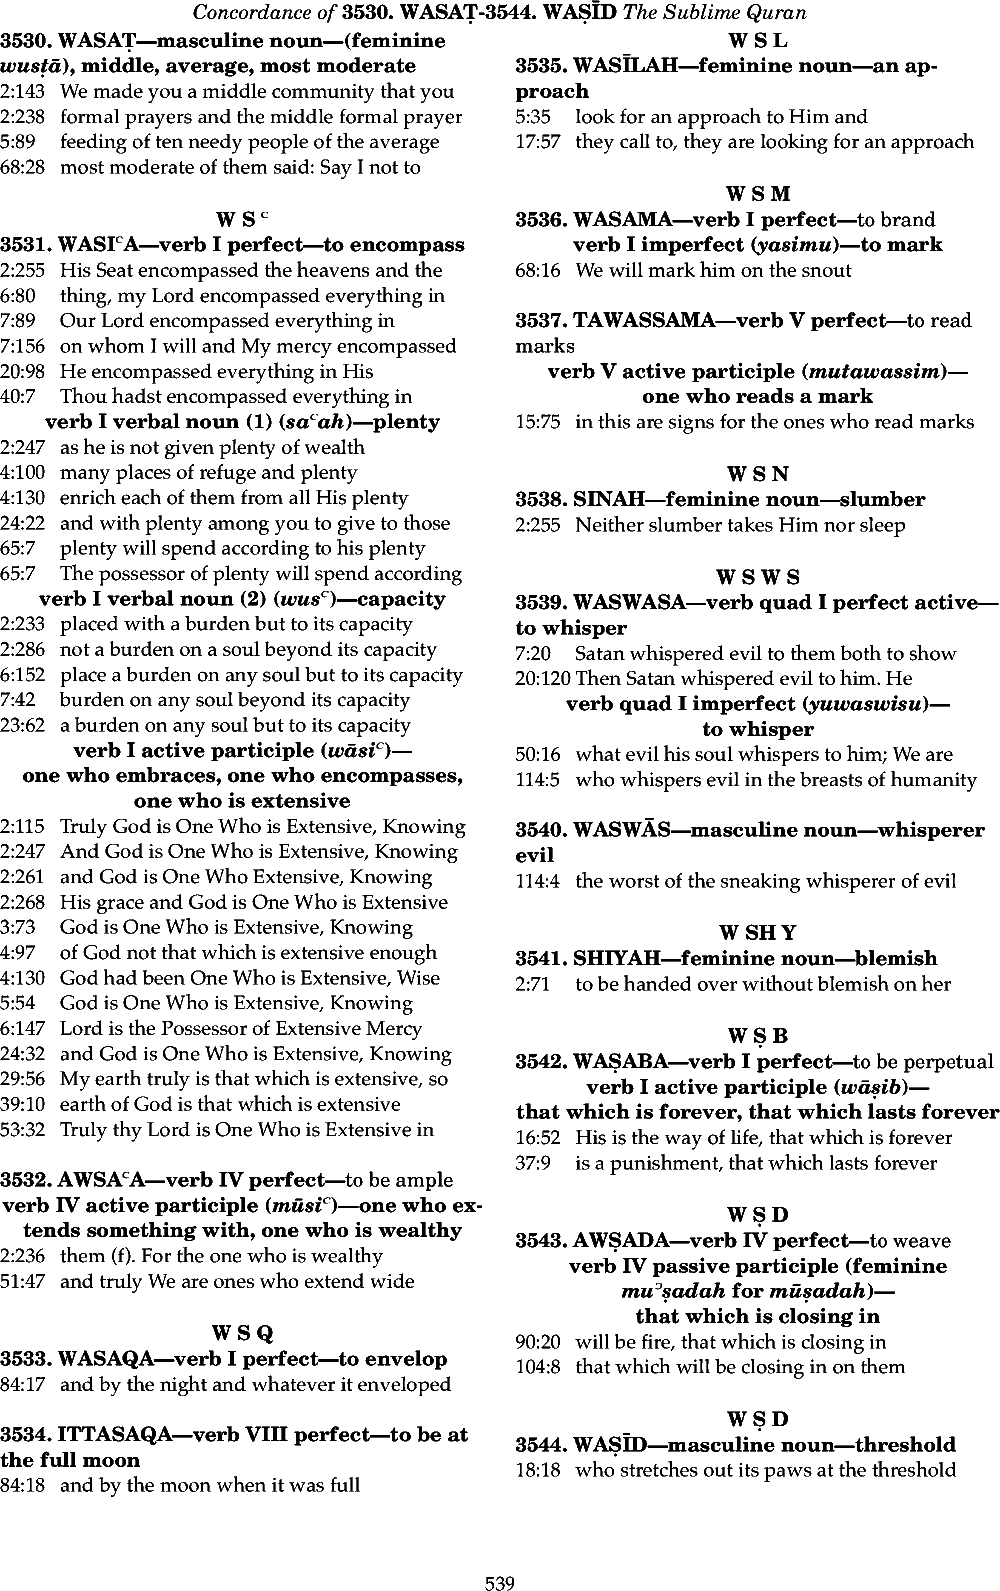 Concordance of 3530. WASAṬ-3544. WAṢĪD The Sublime Quran
3530. WASAṬ—masculine noun—(feminine
wusṭā), middle, average, most moderate
2:143 We made you a middle community that you
2:238 formal prayers and the middle formal prayer
5:89 feeding of ten needy people of the average
68:28 most moderate of them said: Say I not to
W S ᶜ
3531. WASIᶜA—verb I perfect—to encompass
2:255 His Seat encompassed the heavens and the
6:80 thing, my Lord encompassed everything in
7:89 Our Lord encompassed everything in
7:156 on whom I will and My mercy encompassed
20:98 He encompassed everything in His
40:7 Thou hadst encompassed everything in
verb I verbal noun (1) (saᶜah)—plenty
2:247 as he is not given plenty of wealth
4:100 many places of refuge and plenty
4:130 enrich each of them from all His plenty
24:22 and with plenty among you to give to those
65:7 plenty will spend according to his plenty
65:7 The possessor of plenty will spend according
verb I verbal noun (2) (wusᶜ)—capacity
2:233 placed with a burden but to its capacity
2:286 not a burden on a soul beyond its capacity
6:152 place a burden on any soul but to its capacity
7:42 burden on any soul beyond its capacity
23:62 a burden on any soul but to its capacity
verb I active participle (wāsiᶜ)—
one who embraces, one who encompasses,
one who is extensive
2:115 Truly God is One Who is Extensive, Knowing
2:247 And God is One Who is Extensive, Knowing
2:261 and God is One Who Extensive, Knowing
2:268 His grace and God is One Who is Extensive
3:73 God is One Who is Extensive, Knowing
4:97 of God not that which is extensive enough
4:130 God had been One Who is Extensive, Wise
5:54 God is One Who is Extensive, Knowing
6:147 Lord is the Possessor of Extensive Mercy
24:32 and God is One Who is Extensive, Knowing
29:56 My earth truly is that which is extensive, so
39:10 earth of God is that which is extensive
53:32 Truly thy Lord is One Who is Extensive in
3532. AWSAᶜA—verb IV perfect—to be ample
verb IV active participle (mūsiᶜ)—one who ex-
tends something with, one who is wealthy
2:236 them (f). For the one who is wealthy
51:47 and truly We are ones who extend wide
W S Q
3533. WASAQA—verb I perfect—to envelop
84:17 and by the night and whatever it enveloped
3534. ITTASAQA—verb VIII perfect—to be at
the full moon
84:18 and by the moon when it was full
W S L
3535. WASĪLAH—feminine noun—an ap-
proach
5:35 look for an approach to Him and
17:57 they call to, they are looking for an approach
W S M
3536. WASAMA—verb I perfect—to brand
verb I imperfect (yasimu)—to mark
68:16 We will mark him on the snout
3537. TAWASSAMA—verb V perfect—to read
marks
verb V active participle (mutawassim)—
one who reads a mark
15:75 in this are signs for the ones who read marks
W S N
3538. SINAH—feminine noun—slumber
2:255 Neither slumber takes Him nor sleep
W S W S
3539. WASWASA—verb quad I perfect active—
to whisper
7:20 Satan whispered evil to them both to show
20:120 Then Satan whispered evil to him. He
verb quad I imperfect (yuwaswisu)—
to whisper
50:16 what evil his soul whispers to him; We are
114:5 who whispers evil in the breasts of humanity
3540. WASWĀS—masculine noun—whisperer
evil
114:4 the worst of the sneaking whisperer of evil
W SH Y
3541. SHIYAH—feminine noun—blemish
2:71 to be handed over without blemish on her
W Ṣ B
3542. WAṢABA—verb I perfect—to be perpetual
verb I active participle (wāṣib)—
that which is forever, that which lasts forever
16:52 His is the way of life, that which is forever
37:9 is a punishment, that which lasts forever
W Ṣ D
3543. AWṢADA—verb IV perfect—to weave
verb IV passive participle (feminine
muʾṣadah for mūṣadah)—
that which is closing in
90:20 will be fire, that which is closing in
104:8 that which will be closing in on them
W Ṣ D
3544. WAṢĪD—masculine noun—threshold
18:18 who stretches out its paws at the threshold
539